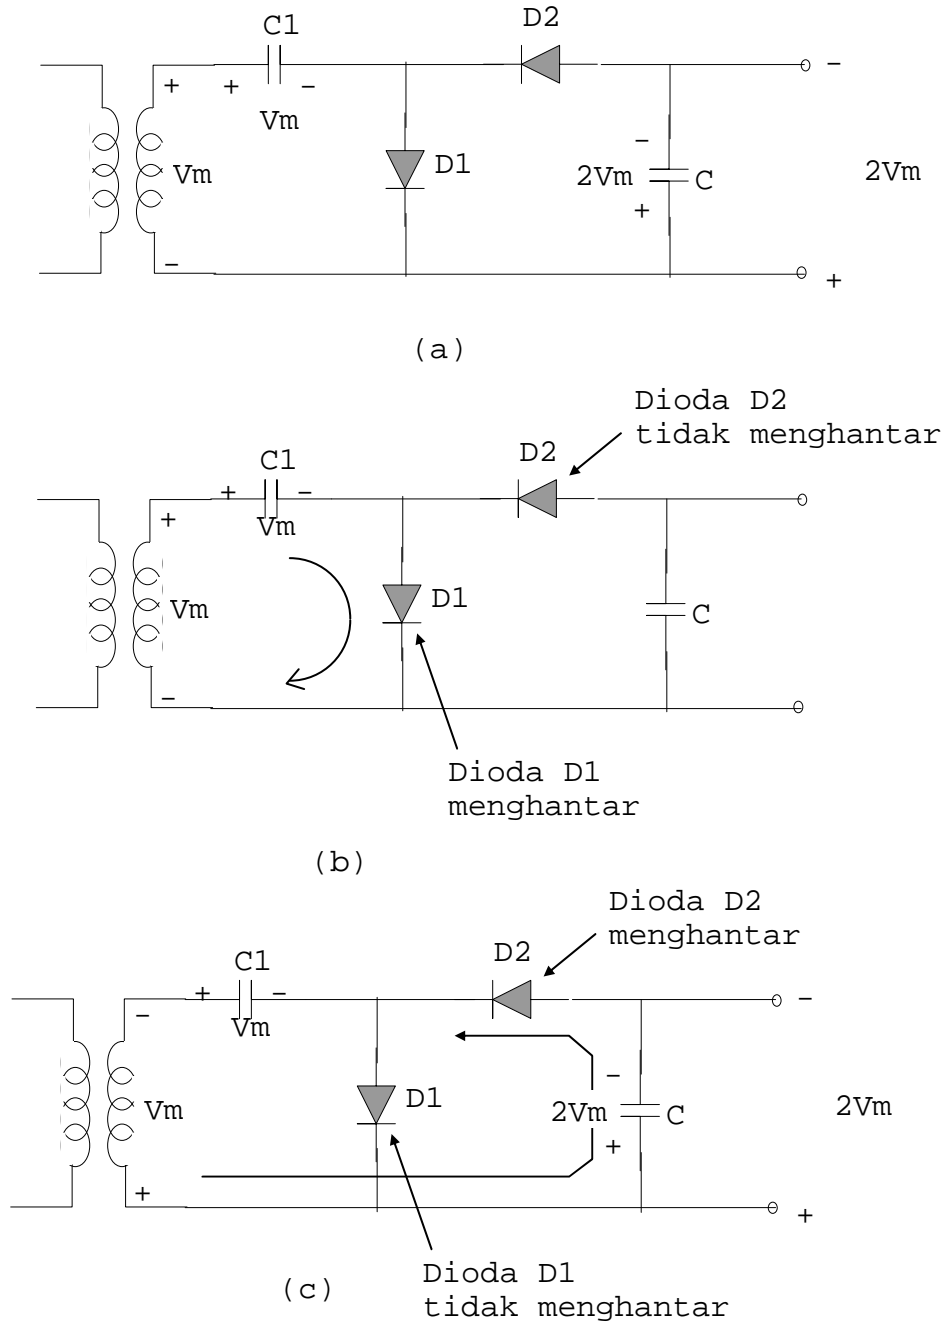 C1
D2
+
+
-
-
Vm
Vm
D1
2Vm
-
C
+
2Vm
-
+
(a)
Dioda D2
tidak menghantar
D2
C1
+
-
+
Vm
Vm
D1
C
-
Dioda D1
menghantar
(b)
Dioda D2
menghantar
D2
C1
+
-
-
-
Vm
Vm
D1
-
2Vm
C
2Vm
+
+
+
Dioda D1
tidak menghantar
(c)